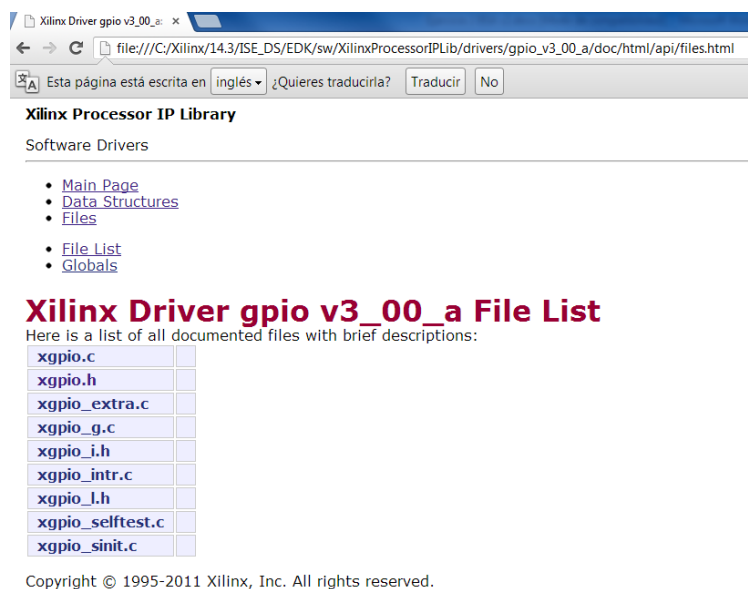 Xilinx Driver gpio v3_00_a:
file:///C:/Xilinx/14.3/ISE_DS/EDK/sw/XilinxProcessorIPLib/drivers/gpio_v3_00_a/doc/html/api/files.html
Esta página está escrita en inglés ¿Quieres traducirla? Traducir No
Xilinx Processor IP Library
Software Drivers
Main Page
Data Structures
Files
File List
Globals
Xilinx Driver gpio v3_00_a File List
Here is a list of all documented files with brief descriptions:
xgpio.c
xgpio.h
xgpio_extra.c
xgpio_g.c
xgpio_i.h
xgpio_intr.c
xgpio_l.h
xgpio_selftest.c
xgpio_sinit.c
Copyright © 1995-2011 Xilinx, Inc. All rights reserved.